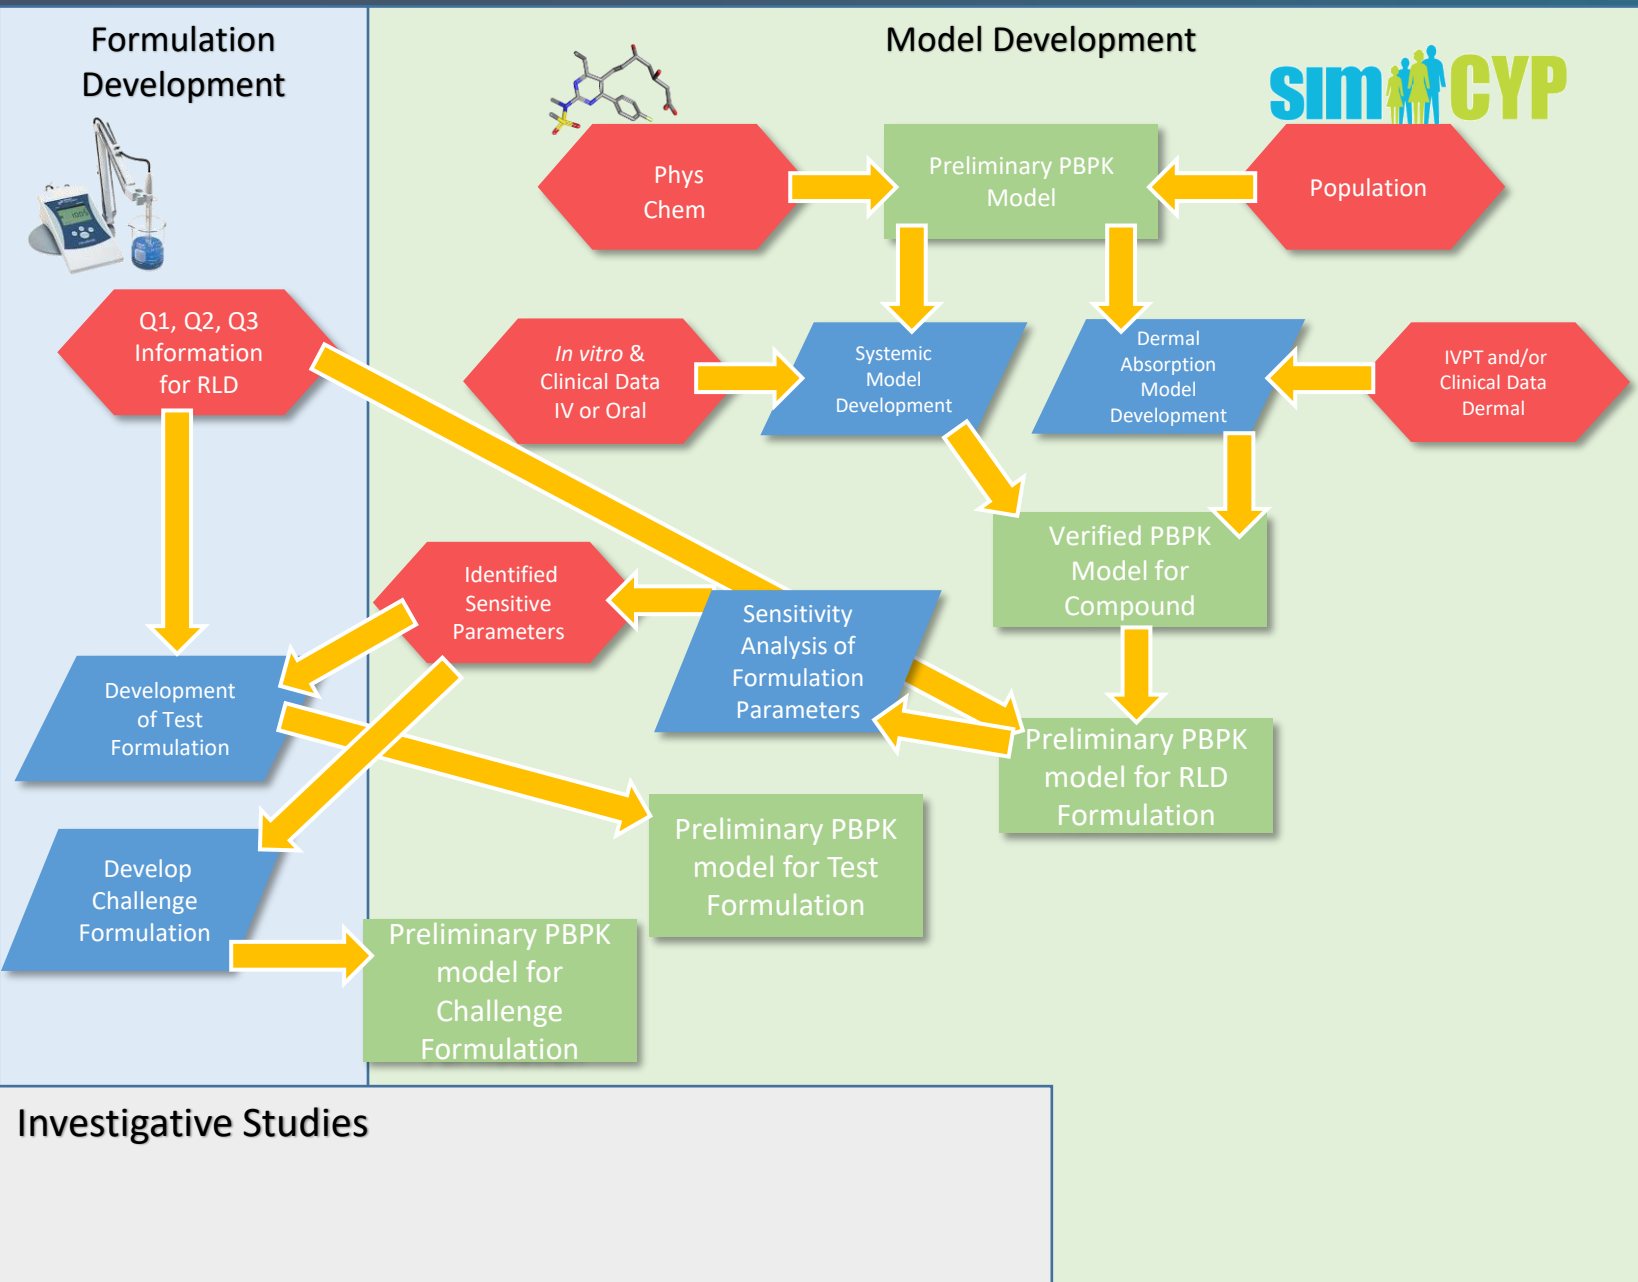 Formulation
Development
Model Development
simCYP
Phys
Chem
Preliminary PBPK
Model
Population
Q1, Q2, Q3
Information
for RLD
In vitro &
Clinical Data
IV or Oral
Systemic
Model
Development
Dermal
Absorption
Model
Development
IVPT and/or
Clinical Data
Dermal
Verified PBPK
Model for
Compound
Identified
Sensitive
Parameters
Sensitivity
Analysis of
Formulation
Parameters
Development
of Test
Formulation
Preliminary PBPK
model for RLD
Formulation
Preliminary PBPK
model for Test
Formulation
Develop
Challenge
Formulation
Preliminary PBPK
model for
Challenge
Formulation
Investigative Studies